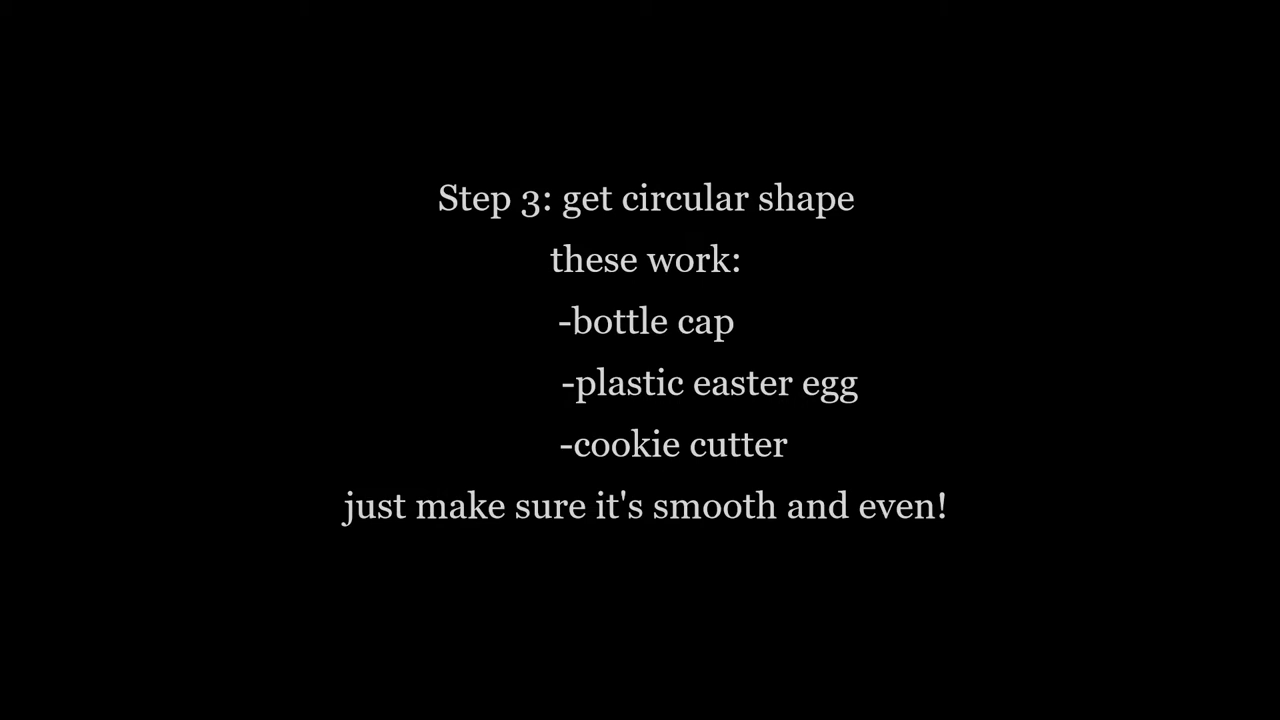 Step 3: get circular shape
these work:
-bottle cap
-plastic easter egg
-cookie cutter
just make sure it's smooth and even!